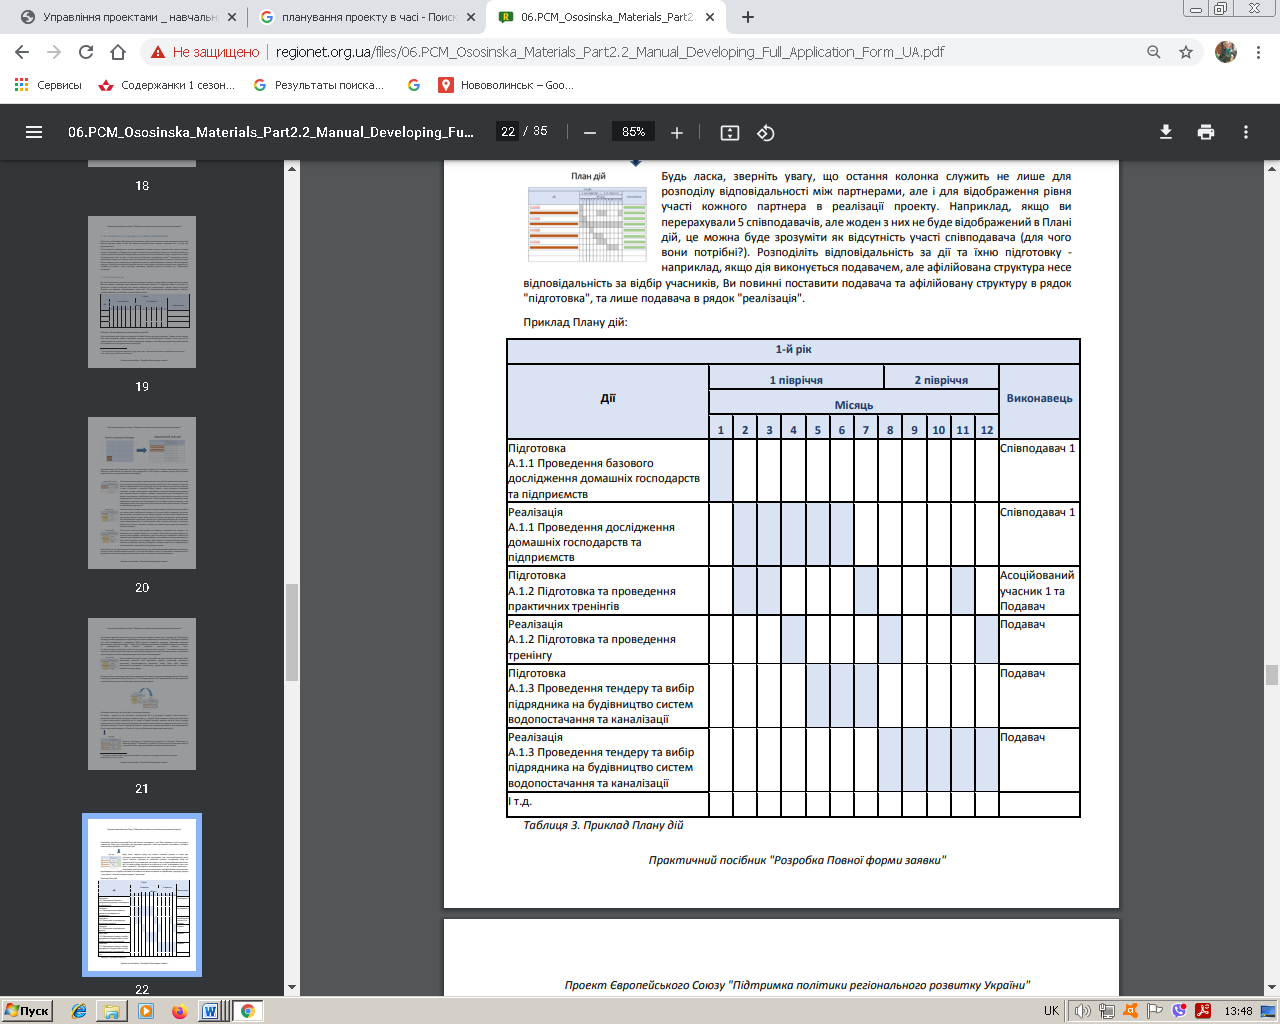 Управління проектами _ навчальн
планування проекту в часі - Поиск
06.PCM_Ososinska_Materials_Part2.
Не защищено
regionet.org.ua/files/06.PCM_Ososinska_Materials_Part2.2_Manual_Developing_Full_Application_Form_UA.pdf
Сервисы
Содержанки 1 сезон...
Результаты поиска...
Нововолинськ – Goo...
06.PCM_Ososinska_Materials_Part2.2_Manual_Developing_Fu...
22 / 35
85%
18
19
20
21
22
План дій
Будь ласка, зверніть увагу, що остання колонка служить не лише для
розподілу відповідальності між партнерами, але і для відображення рівня
участі кожного партнера в реалізації проекту. Наприклад, якщо ви
перерахували 5 співподавачів, але жоден з них не буде відображений в Плані
дій, це можна буде зрозуміти як відсутність участі співподавача (для чого
вони потрібні?). Розподіліть відповідальність за дії та їхню підготовку -
наприклад, якщо дія виконується подавачем, але афілійована структура несе
відповідальність за відбір учасників, Ви повинні поставити подавача та афілійовану структуру в рядок
"підготовка", та лише подавача в рядок "реалізація".
Приклад Плану дій:
1-й рік
Дії
1 півріччя
2 півріччя
Виконавець
Місяць
1 2 3 4 5 6 7 8 9 10 11 12
Підготовка
А.1.1 Проведення базового
дослідження домашніх господарств
та підприємств
Співподавач 1
Реалізація
А.1.1 Проведення дослідження
домашніх господарств та
підприємств
Співподавач 1
Підготовка
А.1.2 Підготовка та проведення
практичних тренінгів
Асоційований
учасник 1 та
Подавач
Реалізація
А.1.2 Підготовка та проведення
тренінгу
Подавач
Підготовка
А.1.3 Проведення тендеру та вибір
підрядника на будівництво систем
водопостачання та каналізації
Подавач
Реалізація
А.1.3 Проведення тендеру та вибір
підрядника на будівництво систем
водопостачання та каналізації
Подавач
І т.д.
Таблиця 3. Приклад Плану дій
Практичний посібник "Розробка Повної форми заявки"
Проект Європейського Союзу "Підтримка політики регіонального розвитку України"
Пуск
UK
13:48